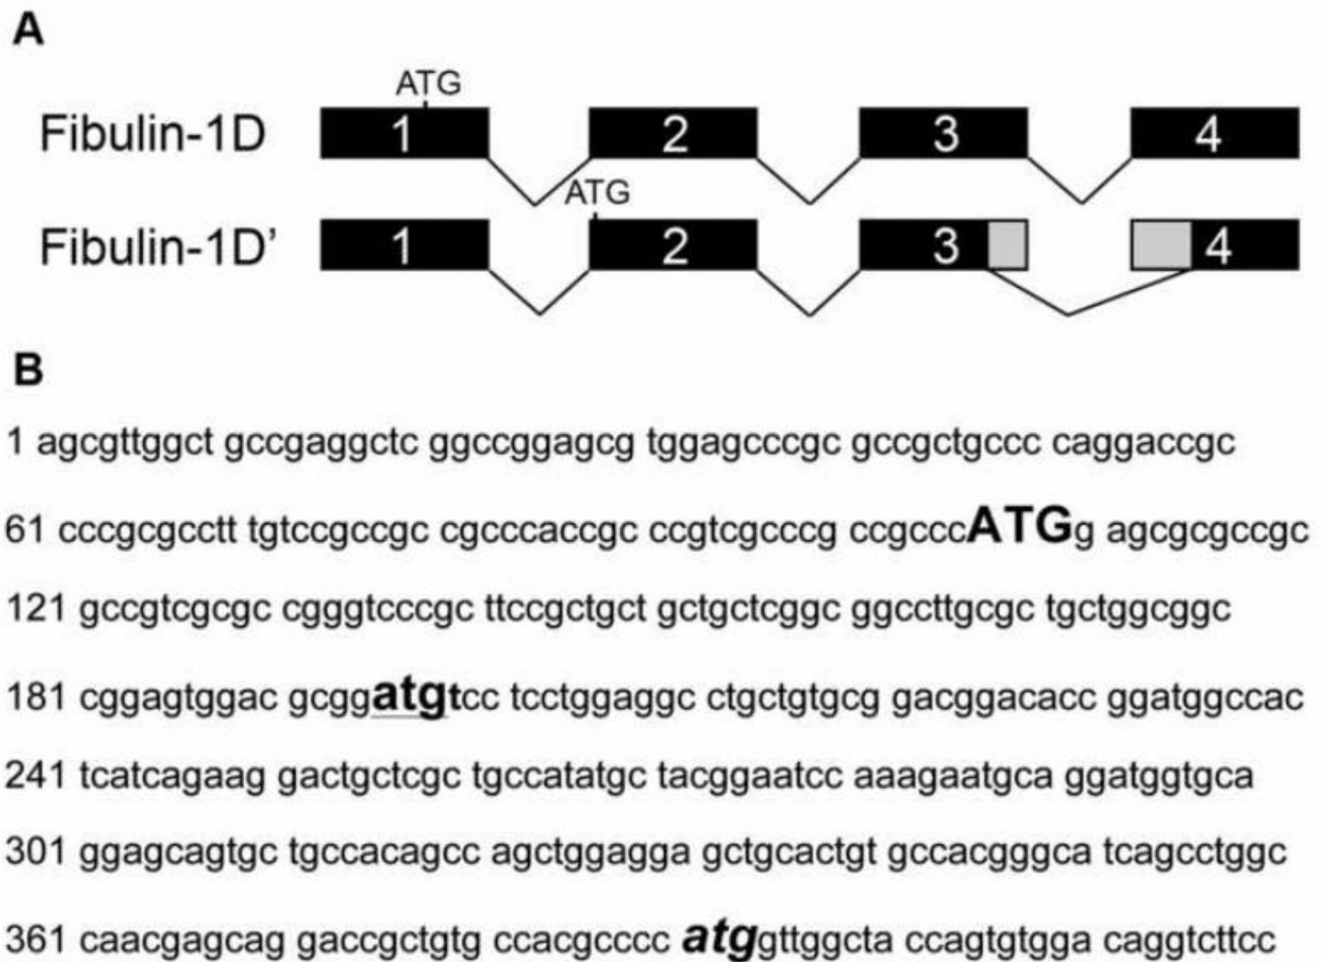 A
ATG
Fibulin-1D 1 2 3 4
ATG
Fibulin-1D’ 1 2 3 4
B
1 agcgttggct gccgaggctc ggccggagcg tggagcccgc gccgctgccc caggaccgc
61 cccgcgcctt tgtccgccgc cgcccaccgc ccgtcgcccg ccgcccATGg agcgcgccgc
121 gccgtcgcgc cgggtcccgc ttccgctgct gctgctcggc ggccttgcgc tgctggcggc
181 cggagtggac gcggatgtcc tcctggaggc ctgctgtgcg gacggacacc ggatggccac
241 tcatcagaag gactgctcgc tgccatatgc tacggaatcc aaagaatgca ggatggtgca
301 ggagcagtgc tgccacagcc agctggagga gctgcactgt gccacgggca tcagcctggc
361 caacgagcag gaccgctgtg ccacgcccc atggttggcta ccagtgtgga caggtcttcc